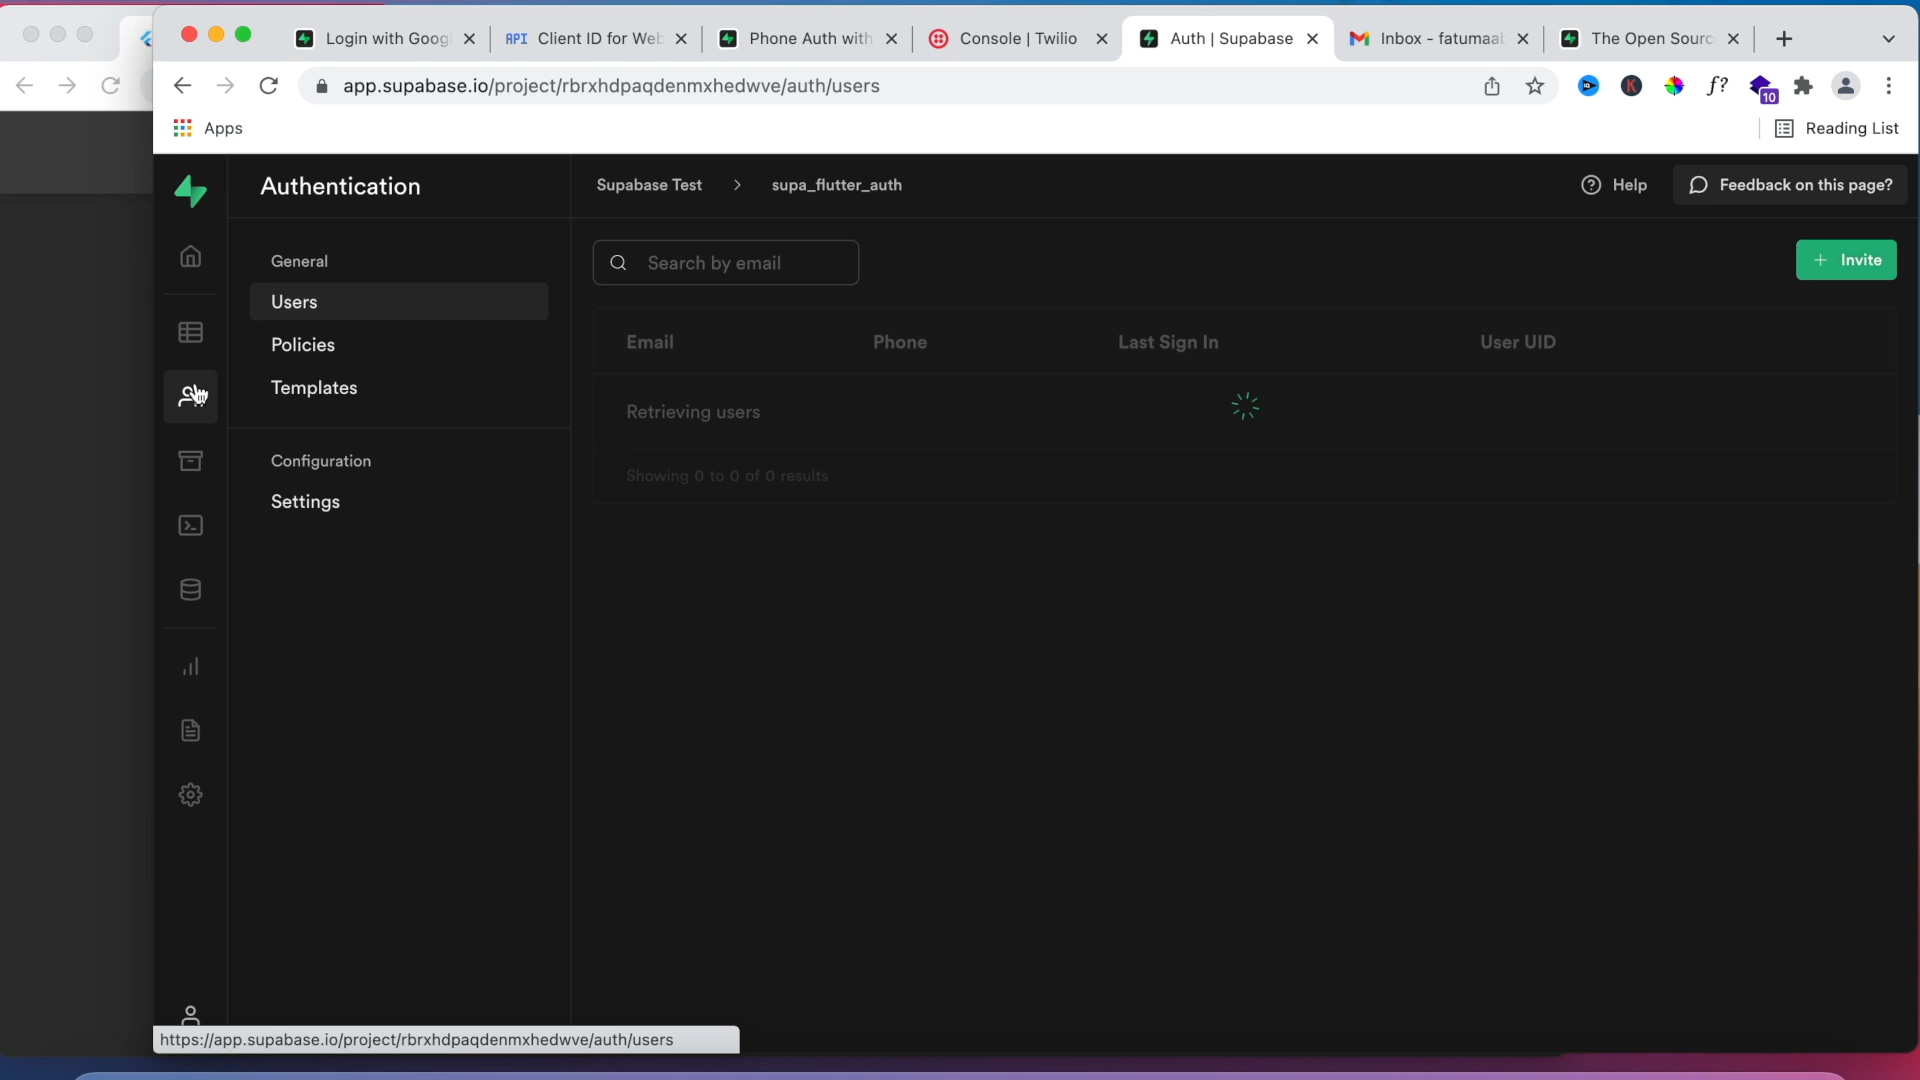 Login with Goog
API Client ID for Web
Phone Auth with
Console | Twilio
Auth | Supabase
Inbox - fatumaab
The Open Sourc
app.supabase.io/project/rbrxhdpaqdenmxhedwve/auth/users
K
f?
10
Apps
Reading List
Authentication
Supabase Test > supa_flutter_auth
Help
Feedback on this page?
General
Users
Policies
Templates
Configuration
Settings
Search by email
+ Invite
Email Phone Last Sign In User UID
Retrieving users
Showing 0 to 0 of 0 results
https://app.supabase.io/project/rbrxhdpaqdenmxhedwve/auth/users